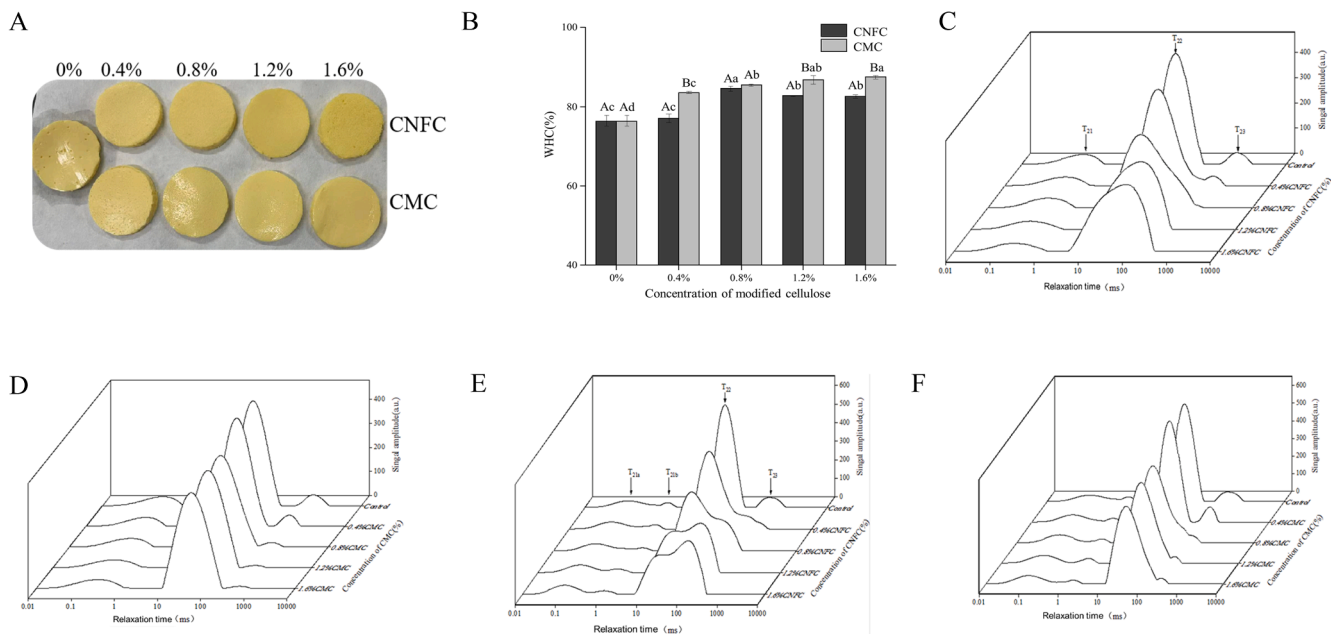 A
0%
0.4%
0.8%
1.2%
1.6%
CNFC
CMC
B
100
80
60
40
WHC(%)
CNFC
CMC
Ac
Ad
Ac
Bc
Aa
Ab
Ab
Bab
Ab
Ba
0%
0.4%
0.8%
1.2%
1.6%
Concentration of modified cellulose
C
T22
T21
T23
400
300
200
100
0
Singal amplitude(a.u.)
Control
0.4%CNFC
0.8%CNFC
1.2%CNFC
1.6%CNFC
Concentration of CNFC(%)
0.01
0.1
1
10
100
1000
10000
Relaxation time (ms)
D
400
300
200
100
0
Singal amplitude(a.u.)
Control
0.4%CMC
0.8%CMC
1.2%CMC
1.6%CMC
Concentration of CMC(%)
0.01
0.1
1
10
100
1000
10000
Relaxation time (ms)
E
T22
T21a
T21b
T23
600
500
400
300
200
100
0
Singal amplitude(a.u.)
Control
0.4%CNFC
0.8%CNFC
1.2%CNFC
1.6%CNFC
Concentration of CNFC(%)
0.01
0.1
1
10
100
1000
10000
Relaxation time (ms)
F
600
500
400
300
200
100
0
Singal amplitude(a.u.)
Control
0.4%CMC
0.8%CMC
1.2%CMC
1.6%CMC
Concentration of CMC(%)
0.01
0.1
1
10
100
1000
10000
Relaxation time (ms)